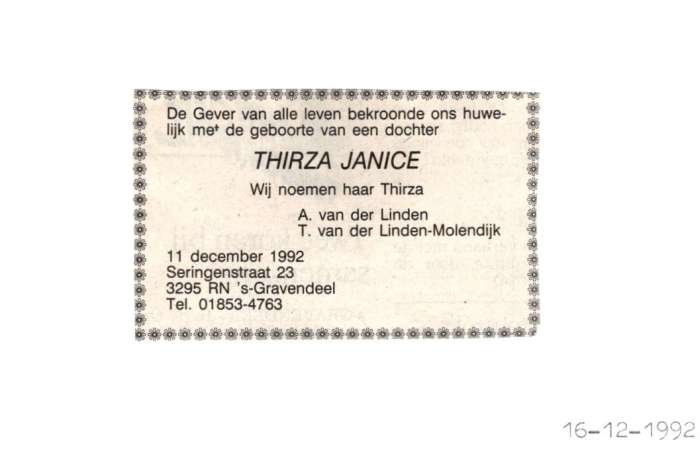 De Gever van alle leven bekroonde ons huwe-
lijk met de geboorte van een dochter
THIRZA JANICE
Wij noemen haar Thirza
A. van der Linden
T. van der Linden-Molendijk
11 december 1992
Seringenstraat 23
3295 RN 's-Gravendeel
Tel. 01853-4763
16-12-1992